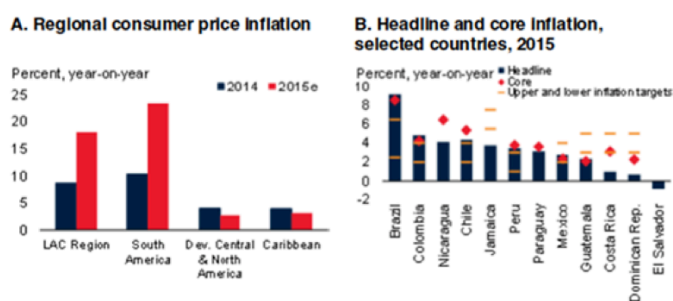 A. Regional consumer price inflation
Percent, year-on-year
2014 2015e
25
20
15
10
5
0
LAC Region
South
America
Dev. Central
& North
America
Caribbean
B. Headline and core inflation,
selected countries, 2015
Percent, year-on-year
Headline
Core
Upper and lower inflation targets
10
8
6
4
2
0
-2
Brazil
Colombia
Nicaragua
Chile
Jamaica
Peru
Paraguay
Mexico
Guatemala
Costa Rica
Dominican Rep.
El Salvador